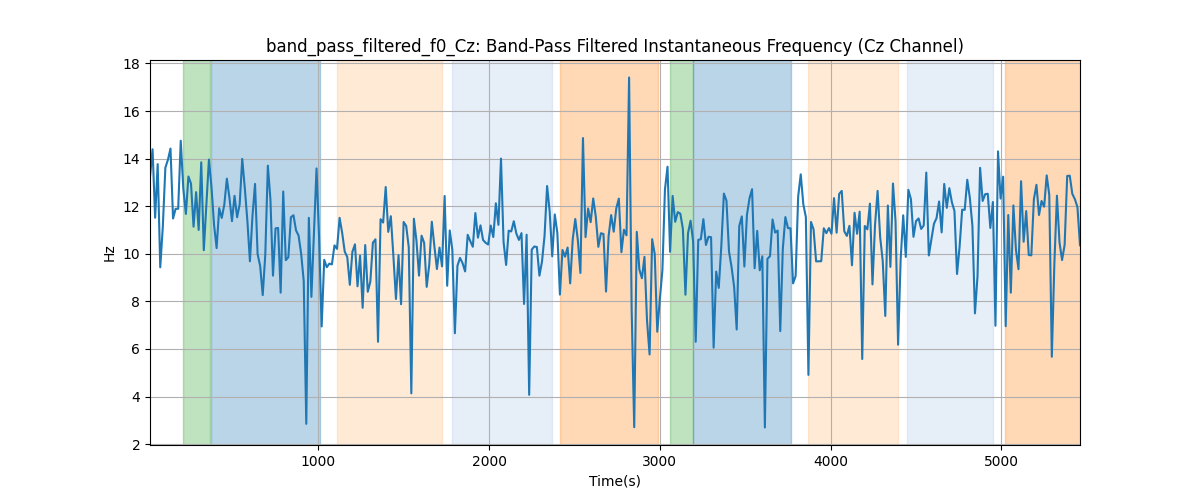 band_pass_filtered_f0_Cz: Band-Pass Filtered Instantaneous Frequency (Cz Channel)
18
16
14
12
10
8
6
4
2
Hz
1000 2000 3000 4000 5000
Time(s)